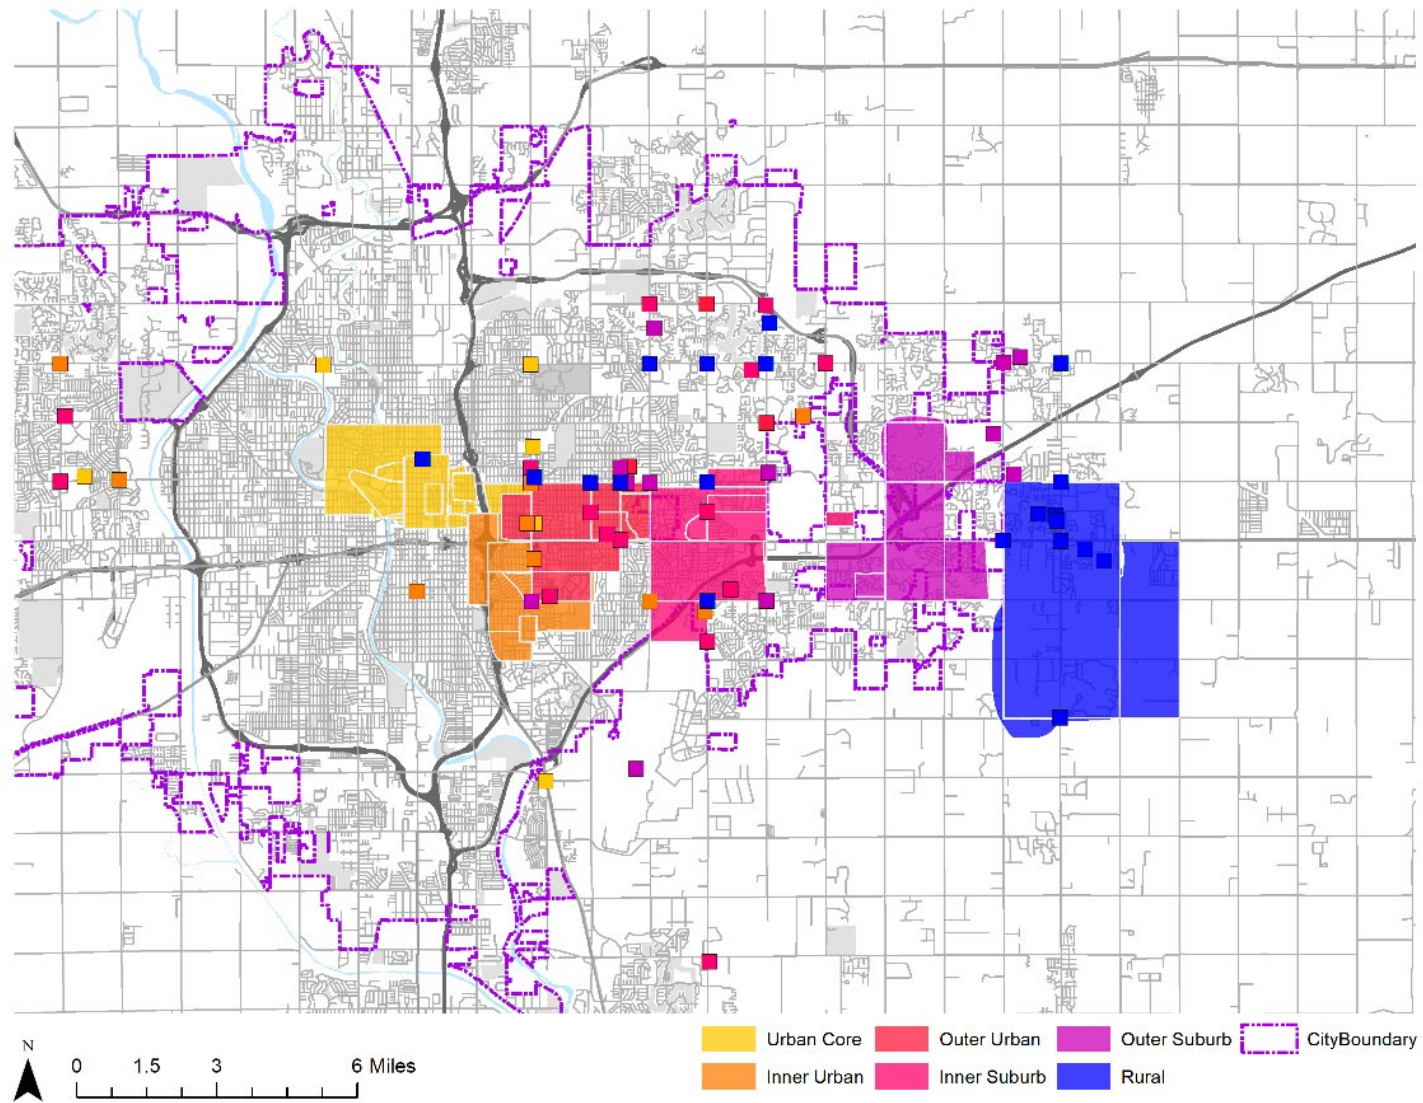 Urban Core Outer Urban Outer Suburb CityBoundary
Inner Urban Inner Suburb Rural
N
0 1.5 3 6 Miles